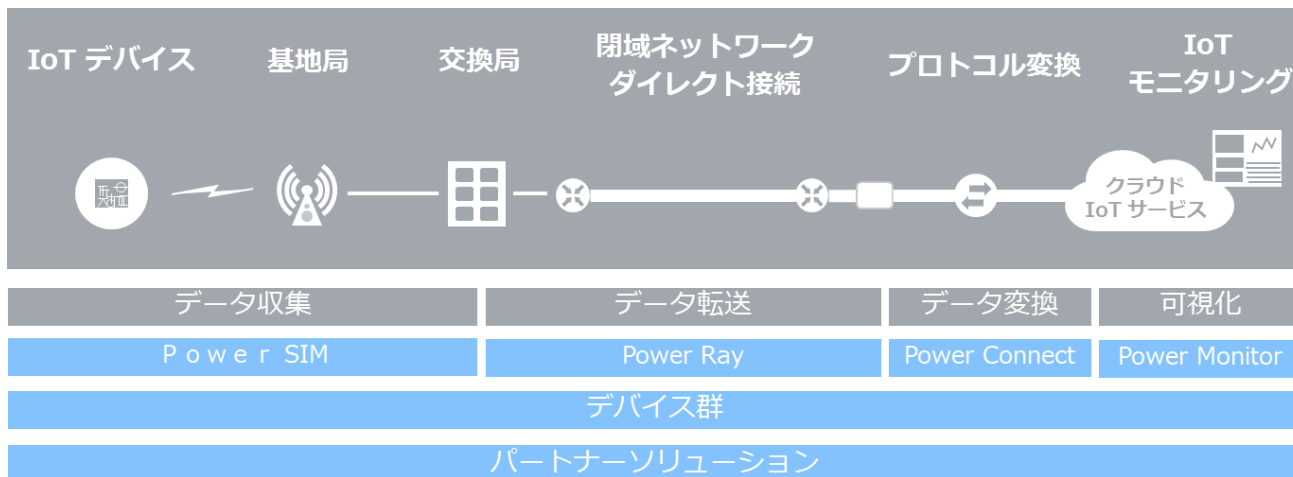 IoT デバイス
基地局
交換局
閉域ネットワーク
ダイレクト接続
プロトコル変換
IoT
モニタリング
クラウド
IoT サービス
データ収集
データ転送
データ変換
可視化
Ｐｏｗｅｒ SIM
Power Ray
Power Connect
Power Monitor
デバイス群
パートナーソリューション